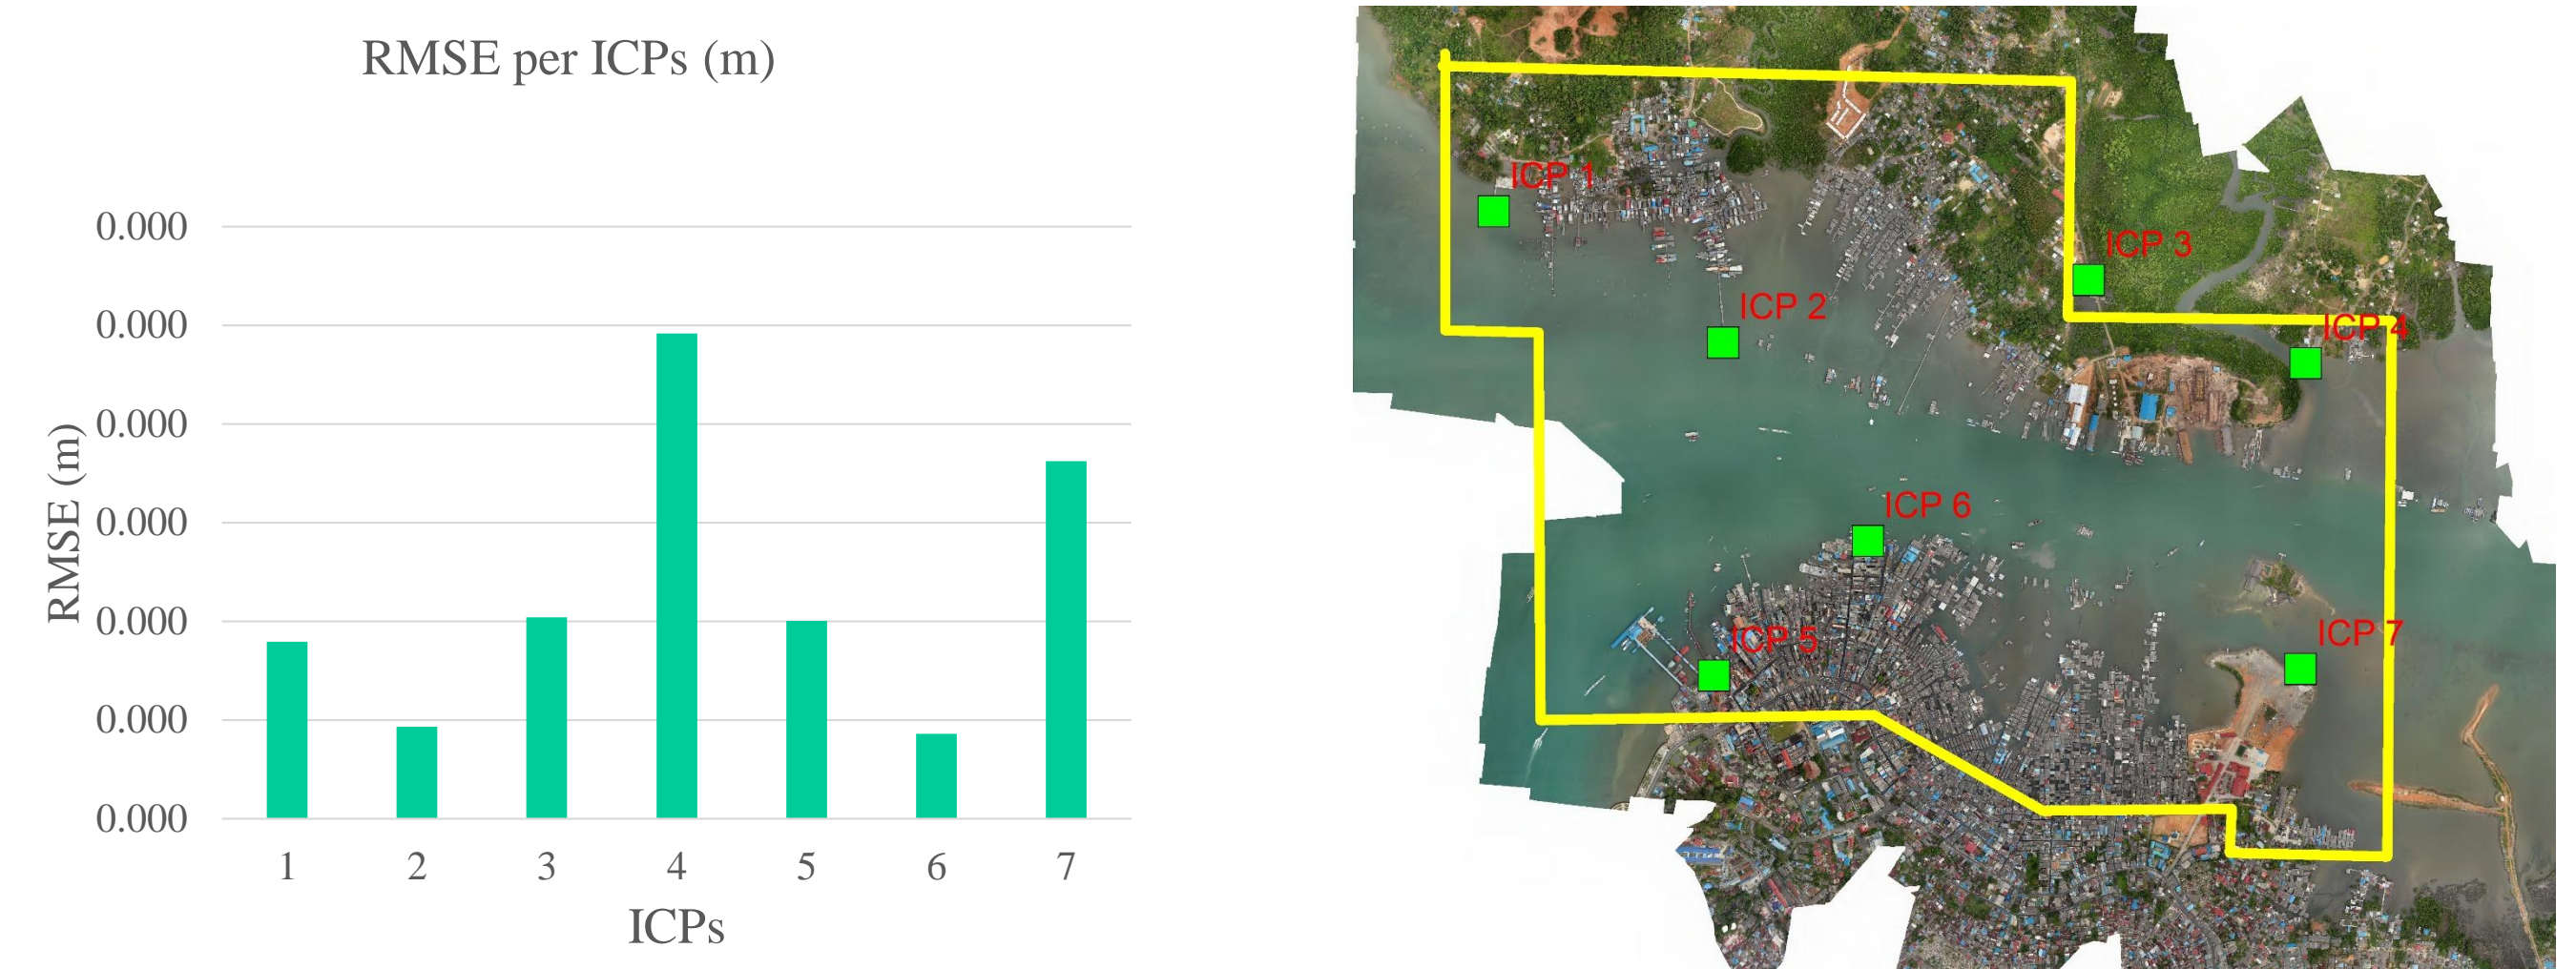 RMSE per ICPs (m)
0.000
0.000
0.000
0.000
0.000
0.000
0.000
RMSE (m)
1 2 3 4 5 6 7
ICPs
ICP 1
ICP 2
ICP 3
ICP 4
ICP 6
ICP 5
ICP 7